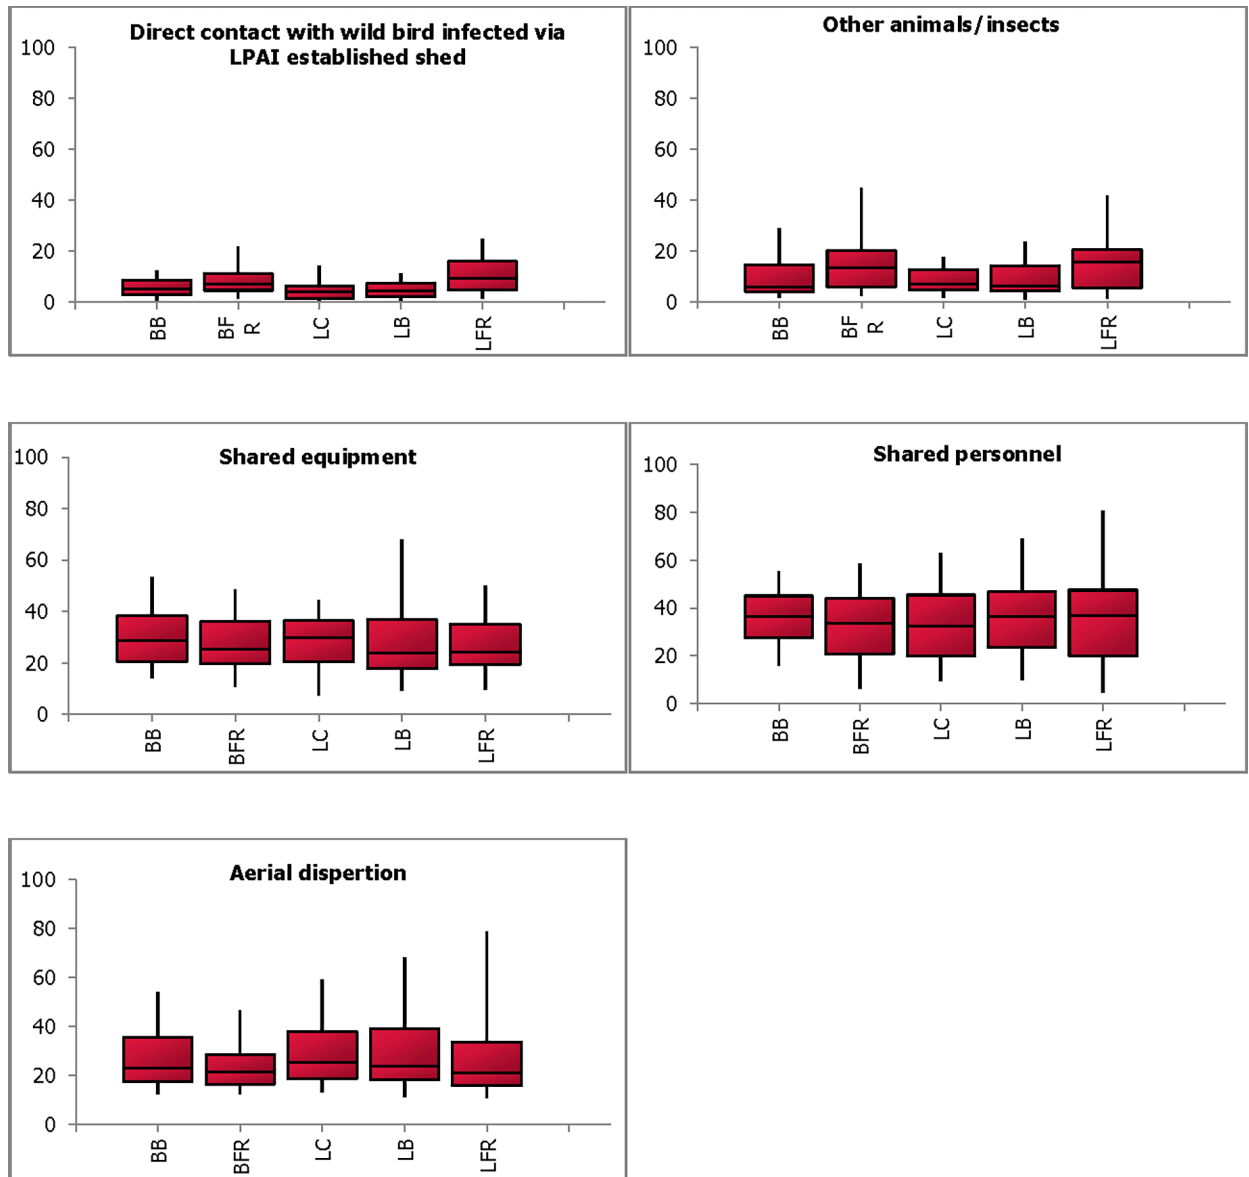 Direct contact with wild bird infected via
LPAI established shed
100
80
60
40
20
0
BB
BF
R
LC
LB
LFR
Other animals/insects
100
80
60
40
20
0
BB
BF
R
LC
LB
LFR
Shared equipment
100
80
60
40
20
0
BB
BFR
LC
LB
LFR
Shared personnel
100
80
60
40
20
0
BB
BFR
LC
LB
LFR
Aerial dispertion
100
80
60
40
20
0
BB
BFR
LC
LB
LFR